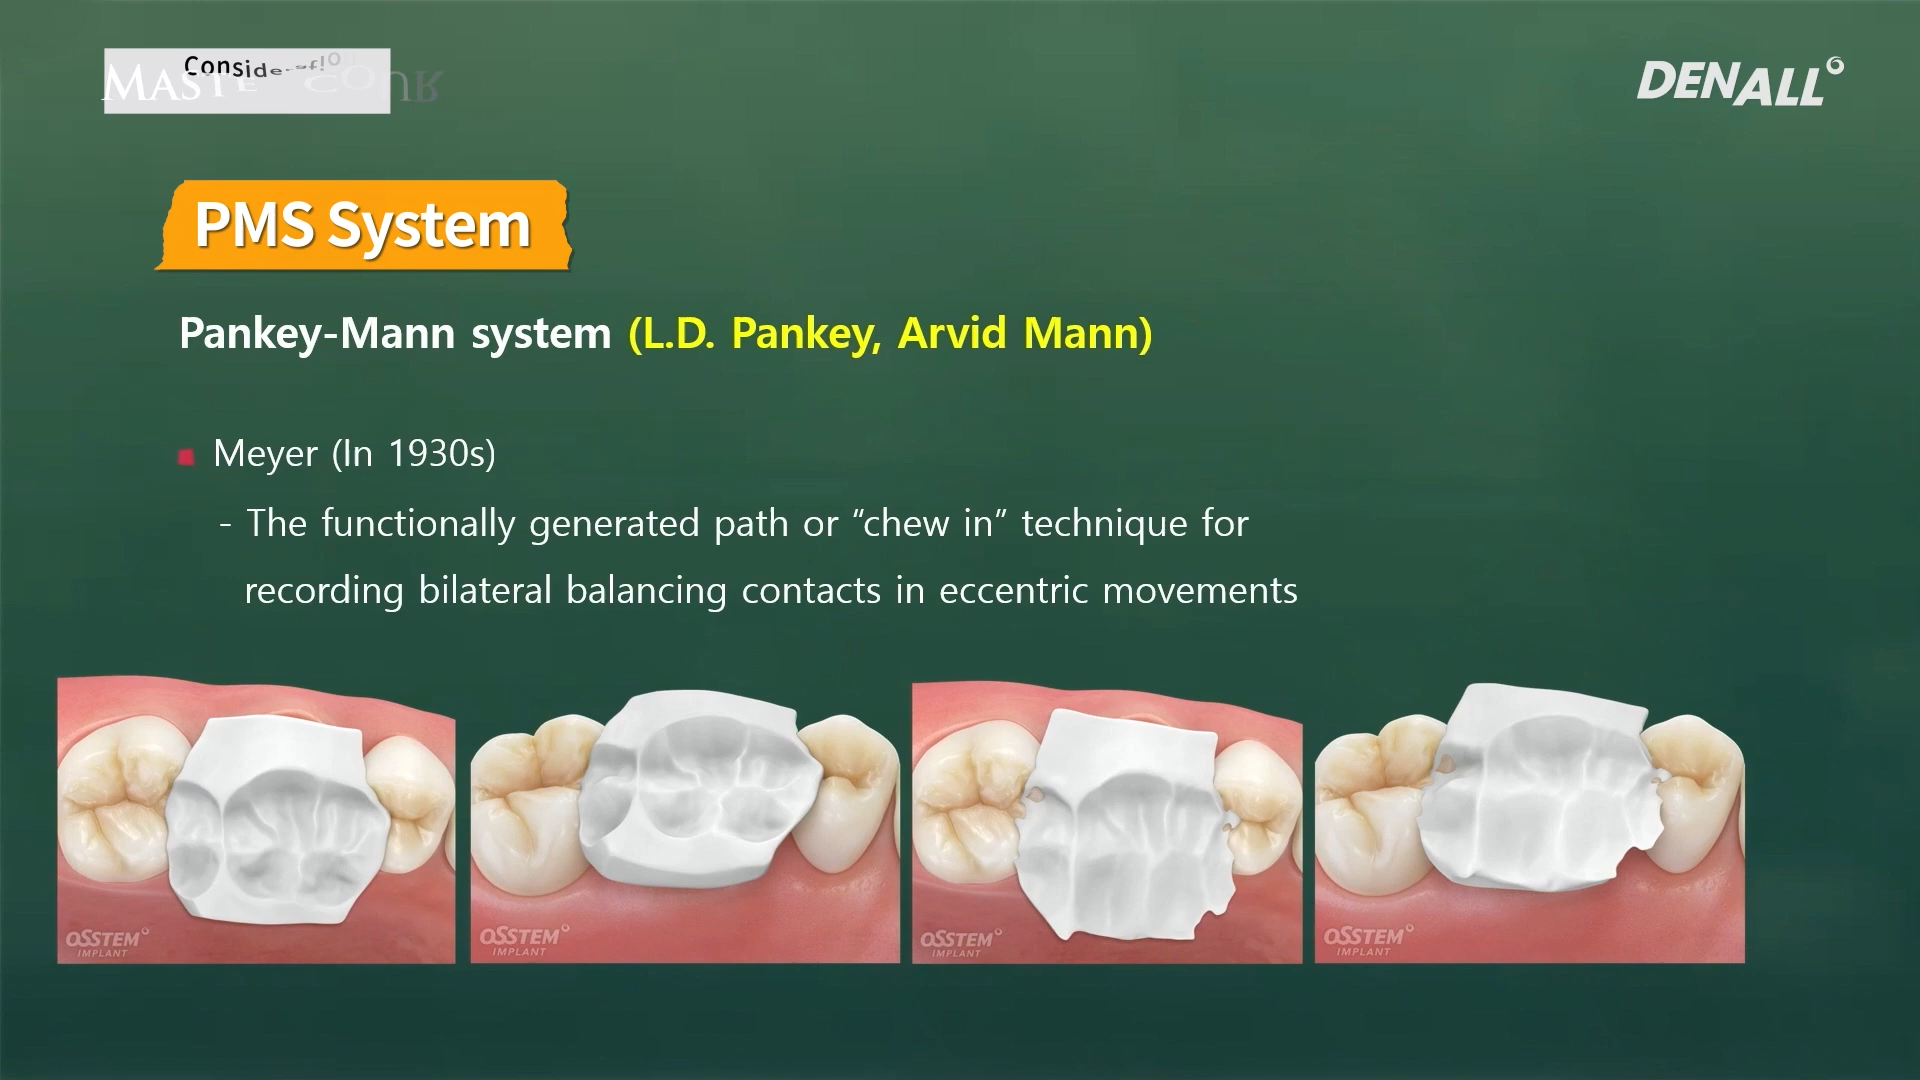 DENALL
PMS System
Pankey-Mann system (L.D. Pankey, Arvid Mann)
Meyer (In 1930s)
- The functionally generated path or “chew in” technique for
recording bilateral balancing contacts in eccentric movements
OSSTEM
IMPLANT
OSSTEM
IMPLANT
OSSTEM
IMPLANT
OSSTEM
IMPLANT